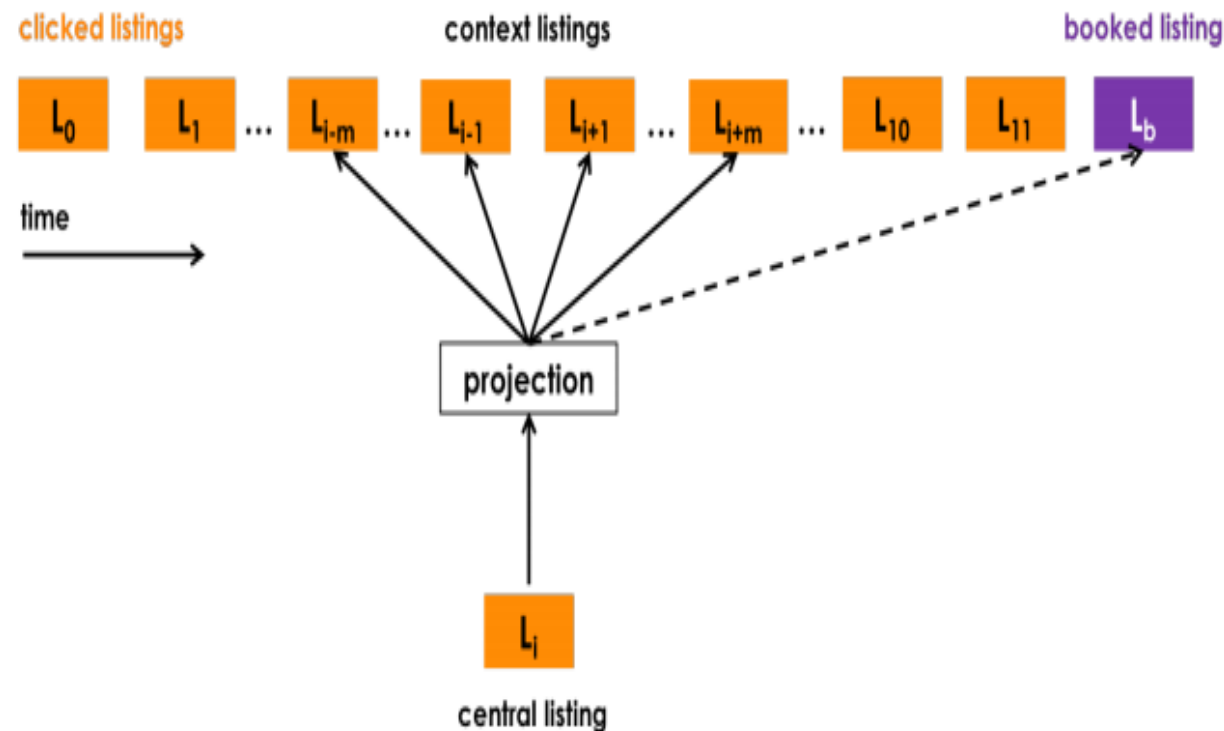 clicked listings context listings booked listing
L0 L1 ... Li-m ... Li-1 Li+1 ... Li+m ... L10 L11 Lb
time
projection
Li
central listing